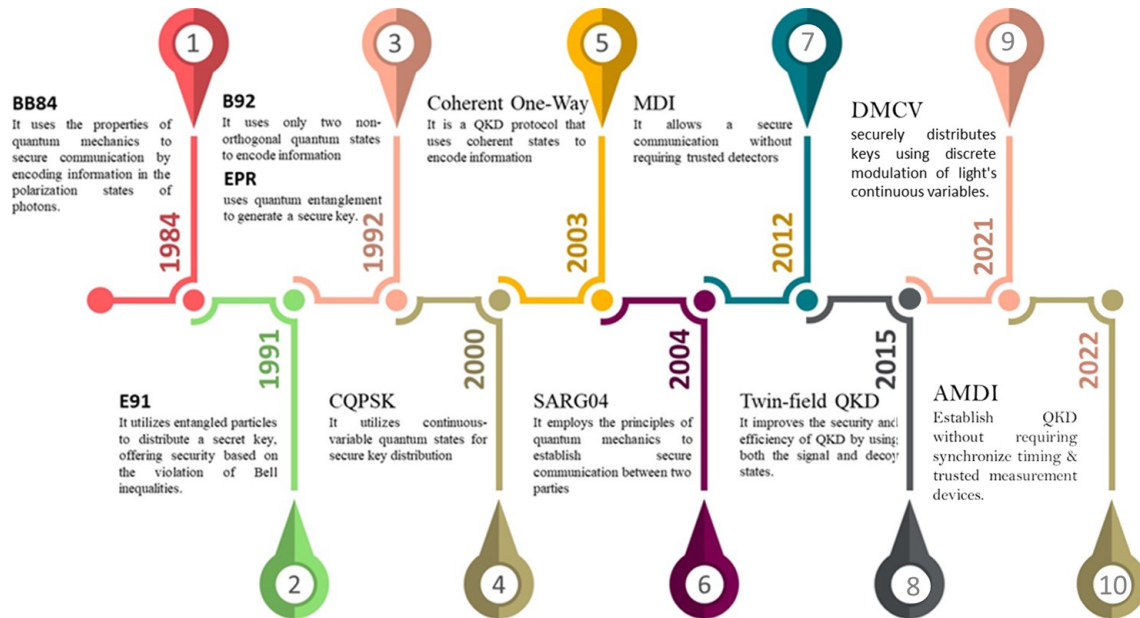 1
3
5
7
9
BB84
It uses the properties of
quantum mechanics to
secure communication by
encoding information in the
polarization states of
photons.
1984
B92
It uses only two non-
orthogonal quantum states
to encode information
EPR
uses quantum entanglement
to generate a secure key.
1992
Coherent One-Way
It is a QKD protocol that
uses coherent states to
encode information
2003
MDI
It allows a secure
communication without
requiring trusted detectors
2012
DMCV
securely distributes
keys using discrete
modulation of light's
continuous variables.
2021
1991
E91
It utilizes entangled particles
to distribute a secret key,
offering security based on
the violation of Bell
inequalities.
2000
CQPSK
It utilizes continuous-
variable quantum states for
secure key distribution
2004
SARG04
It employs the principles of
quantum mechanics to
establish secure
communication between two
parties
2015
Twin-field QKD
It improves the security and
efficiency of QKD by using
both the signal and decoy
states.
2022
AMDI
Establish QKD
without requiring
synchronize timing &
trusted measurement
devices.
2
4
6
8
10